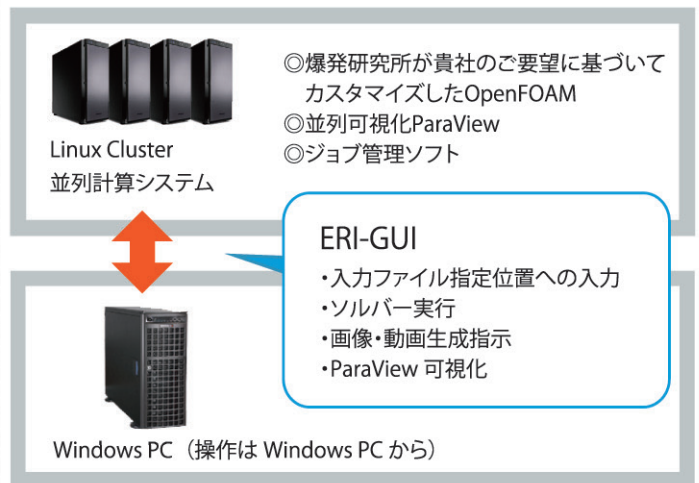 ◎爆発研究所が貴社のご要望に基づいて
カスタマイズしたOpenFOAM
◎並列可視化ParaView
◎ジョブ管理ソフト
Linux Cluster
並列計算システム
ERI-GUI
・入力ファイル指定位置への入力
・ソルバー実行
・画像・動画生成指示
・ParaView 可視化
Windows PC（操作は Windows PC から）